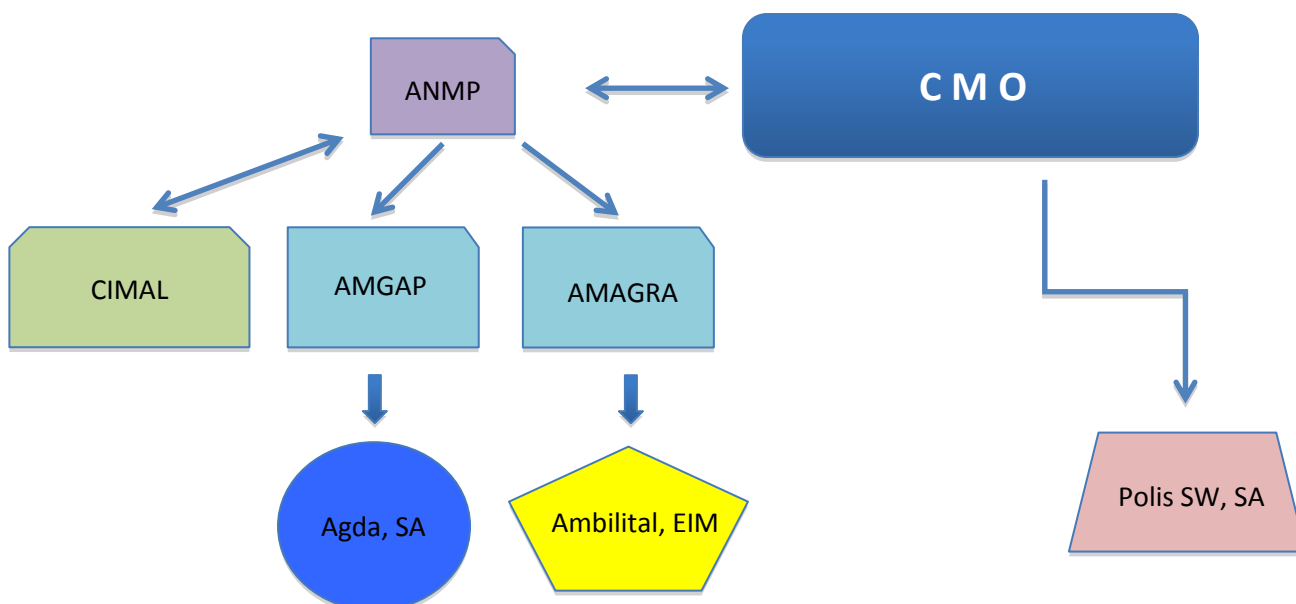 ANMP
C M O
CIMAL
AMGAP
AMAGRA
Agda, SA
Ambilital, EIM
Polis SW, SA